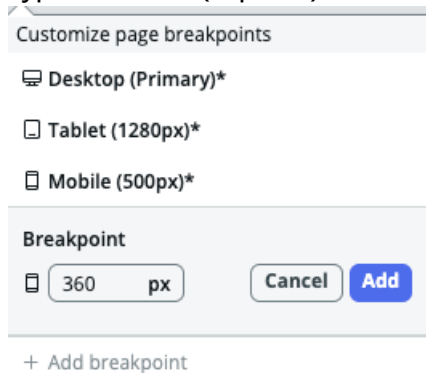 Customize page breakpoints
Desktop (Primary)*
Tablet (1280px)*
Mobile (500px)*
Breakpoint
360 px Cancel Add
+ Add breakpoint